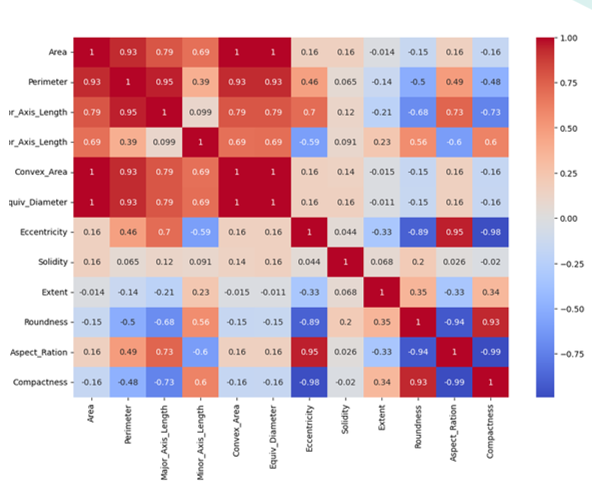 Area 1 0.93 0.79 0.69 1 1 0.16 0.16 -0.014 -0.15 0.16 -0.16
Perimeter 0.93 1 0.95 0.39 0.93 0.93 0.46 0.065 -0.14 -0.5 0.49 -0.48
or_Axis_Length 0.79 0.95 1 0.099 0.79 0.79 0.7 0.12 -0.21 -0.68 0.73 -0.73
or_Axis_Length 0.69 0.39 0.099 1 0.69 0.69 -0.59 0.091 0.23 0.56 -0.6 0.6
Convex_Area 1 0.93 0.79 0.69 1 1 0.16 0.14 -0.015 -0.15 0.16 -0.16
quiv_Diameter 1 0.93 0.79 0.69 1 1 0.16 0.16 -0.011 -0.15 0.16 -0.16
Eccentricity 0.16 0.46 0.7 -0.59 0.16 0.16 1 0.044 -0.33 -0.89 0.95 -0.98
Solidity 0.16 0.065 0.12 0.091 0.14 0.16 0.044 1 0.068 0.2 0.026 -0.02
Extent -0.014 -0.14 -0.21 0.23 -0.015 -0.011 -0.33 0.068 1 0.35 -0.33 0.34
Roundness -0.15 -0.5 -0.68 0.56 -0.15 -0.15 -0.89 0.2 0.35 1 -0.94 0.93
Aspect_Ration 0.16 0.49 0.73 -0.6 0.16 0.16 0.95 0.026 -0.33 -0.94 1 -0.99
Compactness -0.16 -0.48 -0.73 0.6 -0.16 -0.16 -0.98 -0.02 0.34 0.93 -0.99 1
Area
Perimeter
Major_Axis_Length
Minor_Axis_Length
Convex_Area
Equiv_Diameter
Eccentricity
Solidity
Extent
Roundness
Aspect_Ration
Compactness
1.00
0.75
0.50
0.25
0.00
-0.25
-0.50
-0.75